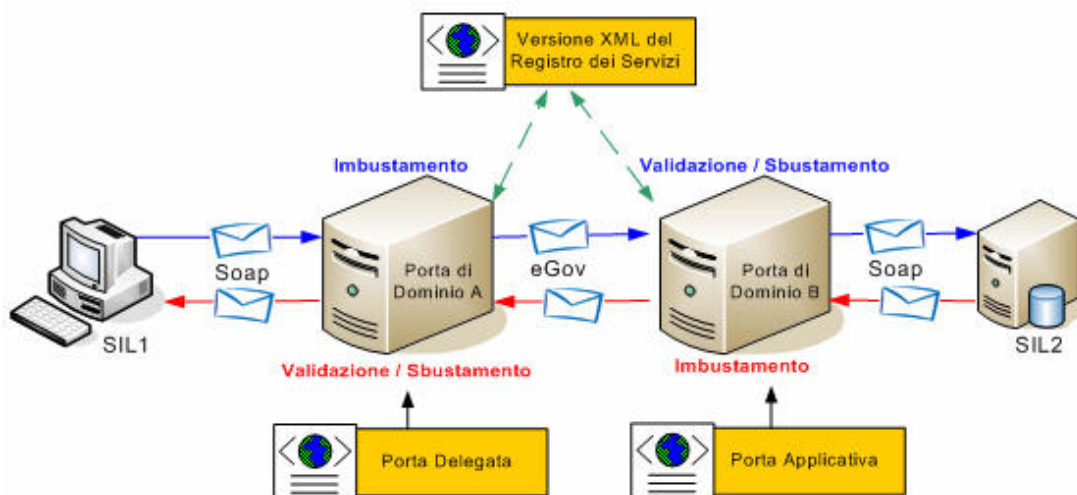 Versione XML del
Registro dei Servizi
Imbustamento
Validazione / Sbustamento
Soap
eGov
Soap
Porta di
Dominio A
Porta di
Dominio B
SIL1
SIL2
Validazione / Sbustamento
Imbustamento
Porta Delegata
Porta Applicativa